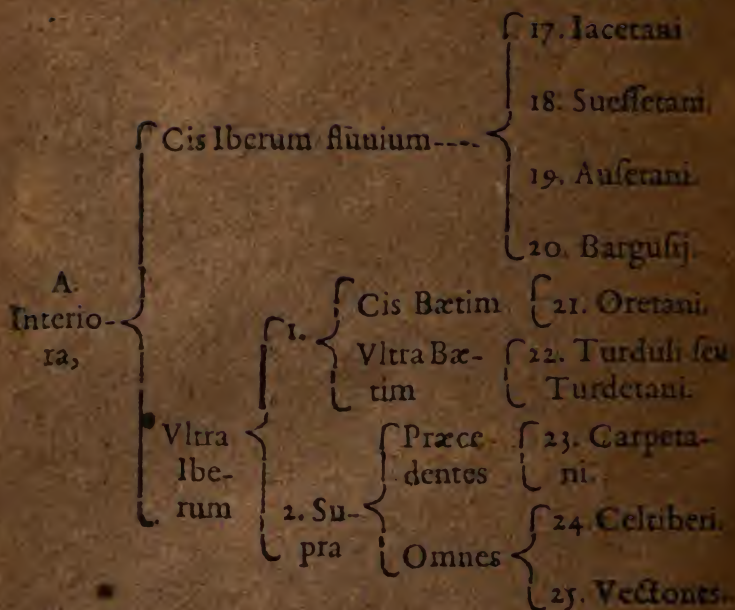 17. Iacetani
18. Sueſſetani.
Cis Iberum flũuium----
19. Auſetani.
20. Barguſij.
A.
Interio-
ra,
1.
Cis Bætim
21. Oretani.
Vltra Bæ-
tim
22. Turduli ſeu
Turdetani.
Vltra
Ibe-
rum
2. Su-
pra
Præce
dentes
23. Carpeta-
ni.
Omnes
24. Celtiberi.
25. Vectones.